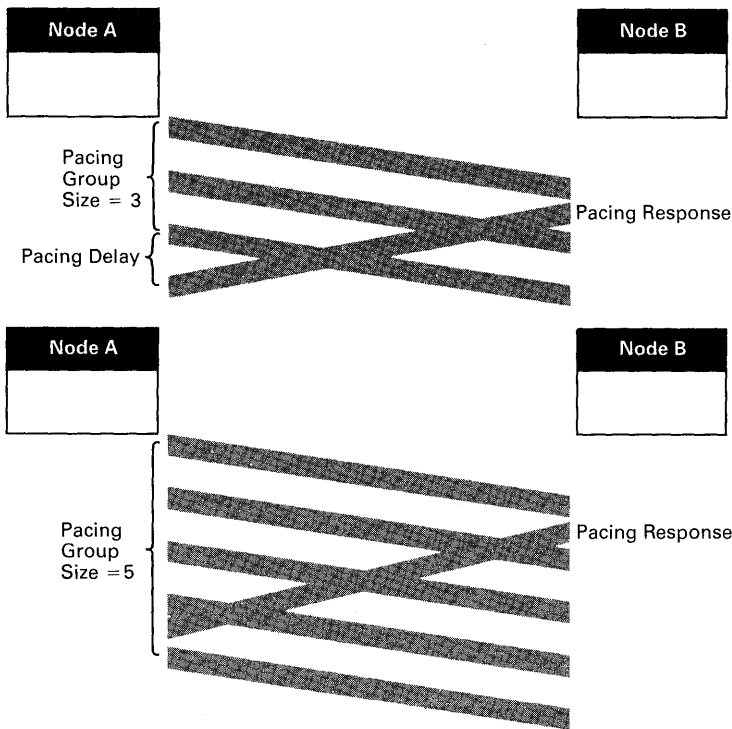 Node A
Node B
Pacing
Group
Size = 3
Pacing Response
Pacing Delay
Node A
Node B
Pacing
Group
Size = 5
Pacing Response